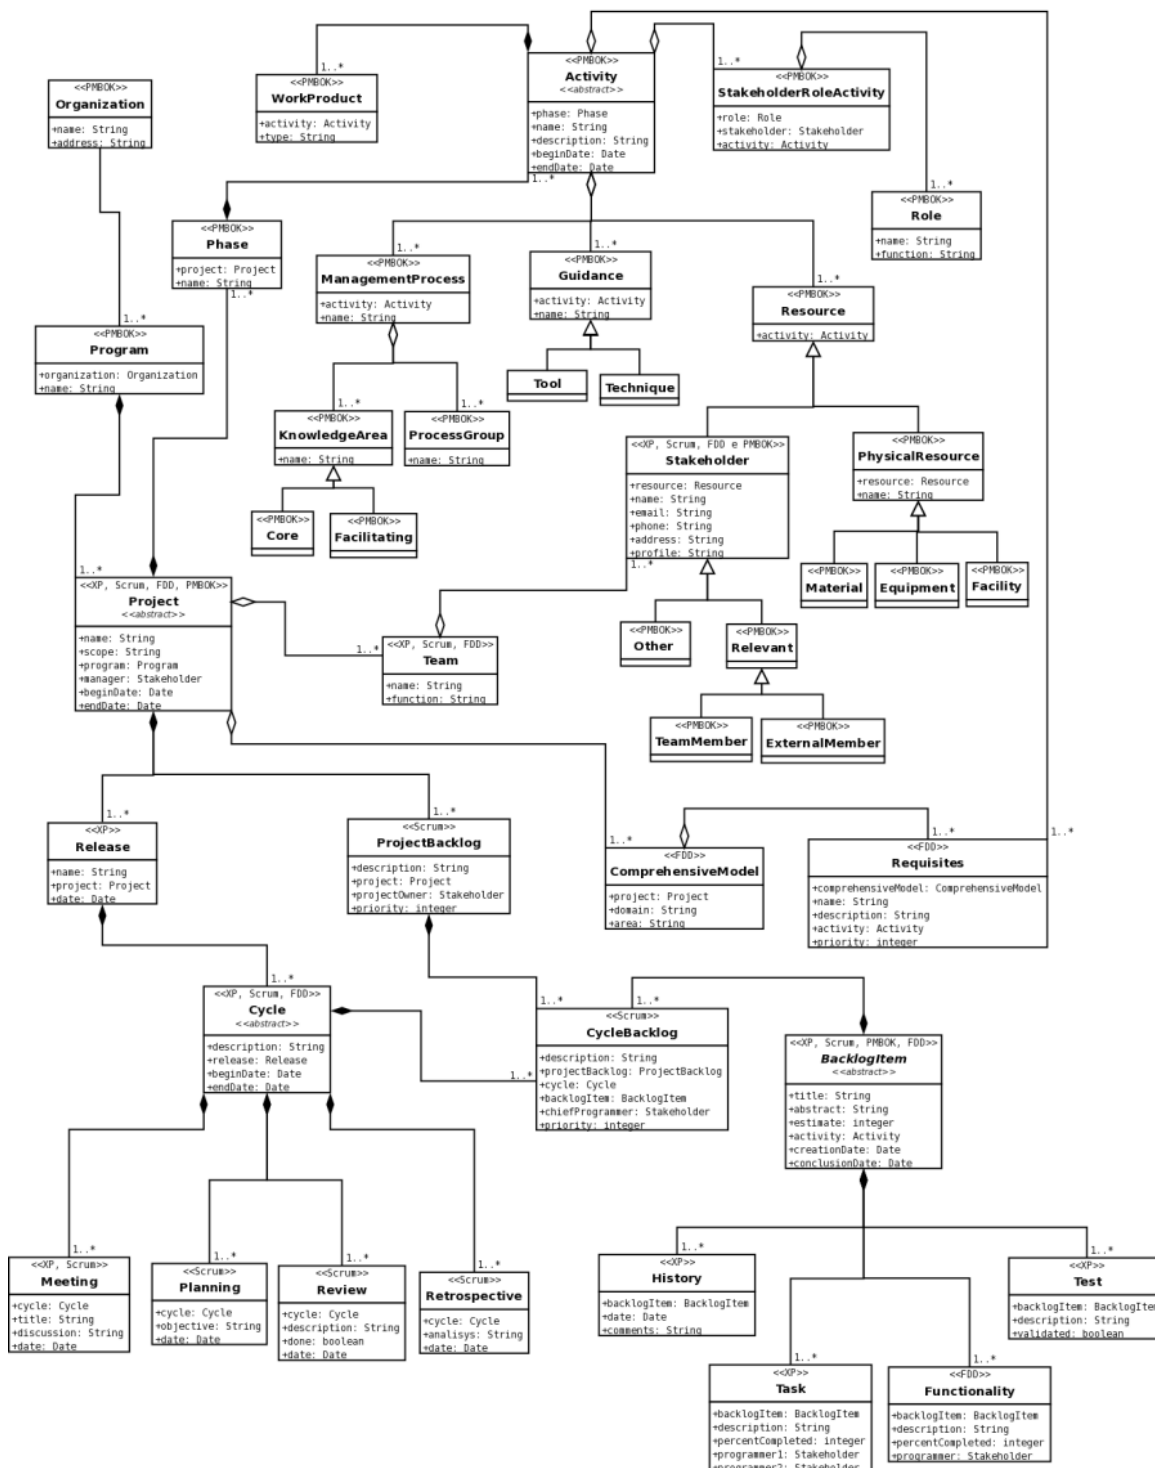 <<PMBOK>>
Activity
<<abstract>>
+phase: Phase
+name: String
+description: String
+beginDate: Date
+endDate: Date
1..*
1..*
<<PMBOK>>
WorkProduct
+activity: Activity
+type: String
1..*
<<PMBOK>>
StakeholderRoleActivity
+role: Role
+stakeholder: Stakeholder
+activity: Activity
<<PMBOK>>
Organization
+name: String
+address: String
1..*
<<PMBOK>>
Role
+name: String
+function: String
<<PMBOK>>
Phase
+project: Project
+name: String
1..*
1..*
<<PMBOK>>
ManagementProcess
+activity: Activity
+name: String
1..*
<<PMBOK>>
Guidance
+activity: Activity
+name: String
1..*
<<PMBOK>>
Resource
+activity: Activity
1..*
<<PMBOK>>
Program
+organization: Organization
+name: String
Tool
Technique
1..*
<<PMBOK>>
KnowledgeArea
+name: String
1..*
<<PMBOK>>
ProcessGroup
+name: String
<<XP, Scrum, FDD e PMBOK>>
Stakeholder
+resource: Resource
+name: String
+email: String
+phone: String
+address: String
+profile: String
1..*
<<PMBOK>>
PhysicalResource
+resource: Resource
+name: String
<<PMBOK>>
Core
<<PMBOK>>
Facilitating
<<PMBOK>>
Material
<<PMBOK>>
Equipment
<<PMBOK>>
Facility
1..*
<<XP, Scrum, FDD, PMBOK>>
Project
<<abstract>>
+name: String
+scope: String
+program: Program
+manager: Stakeholder
+beginDate: Date
+endDate: Date
1..*
<<XP, Scrum, FDD>>
Team
+name: String
+function: String
<<PMBOK>>
Other
<<PMBOK>>
Relevant
<<PMBOK>>
TeamMember
<<PMBOK>>
ExternalMember
1..*
<<XP>>
Release
+name: String
+project: Project
+date: Date
1..*
<<Scrum>>
ProjectBacklog
+description: String
+project: Project
+projectOwner: Stakeholder
+priority: integer
1..*
<<FDD>>
ComprehensiveModel
+project: Project
+domain: String
+area: String
1..*
1..*
<<FDD>>
Requisites
+comprehensiveModel: ComprehensiveModel
+name: String
+description: String
+activity: Activity
+priority: integer
1..*
<<XP, Scrum, FDD>>
Cycle
<<abstract>>
+description: String
+release: Release
+beginDate: Date
+endDate: Date
1..*
1..*
1..*
<<Scrum>>
CycleBacklog
+description: String
+projectBacklog: ProjectBacklog
+cycle: Cycle
+backlogItem: BacklogItem
+chiefProgrammer: Stakeholder
+priority: integer
<<XP, Scrum, PMBOK, FDD>>
BacklogItem
<<abstract>>
+title: String
+abstract: String
+estimate: integer
+activity: Activity
+creationDate: Date
+conclusionDate: Date
1..*
<<XP, Scrum>>
Meeting
+cycle: Cycle
+title: String
+discussion: String
+date: Date
1..*
<<Scrum>>
Planning
+cycle: Cycle
+objective: String
+date: Date
1..*
<<Scrum>>
Review
+cycle: Cycle
+description: String
+done: boolean
+date: Date
1..*
<<Scrum>>
Retrospective
+cycle: Cycle
+analisys: String
+date: Date
1..*
<<XP>>
History
+backlogItem: BacklogItem
+date: Date
+comments: String
1..*
<<XP>>
Test
+backlogItem: BacklogItem
+description: String
+validated: boolean
1..*
<<XP>>
Task
+backlogItem: BacklogItem
+description: String
+percentCompleted: integer
+programmer1: Stakeholder
+programmer2: Stakeholder
1..*
<<FDD>>
Functionality
+backlogItem: BacklogItem
+description: String
+percentCompleted: integer
+programmer: Stakeholder